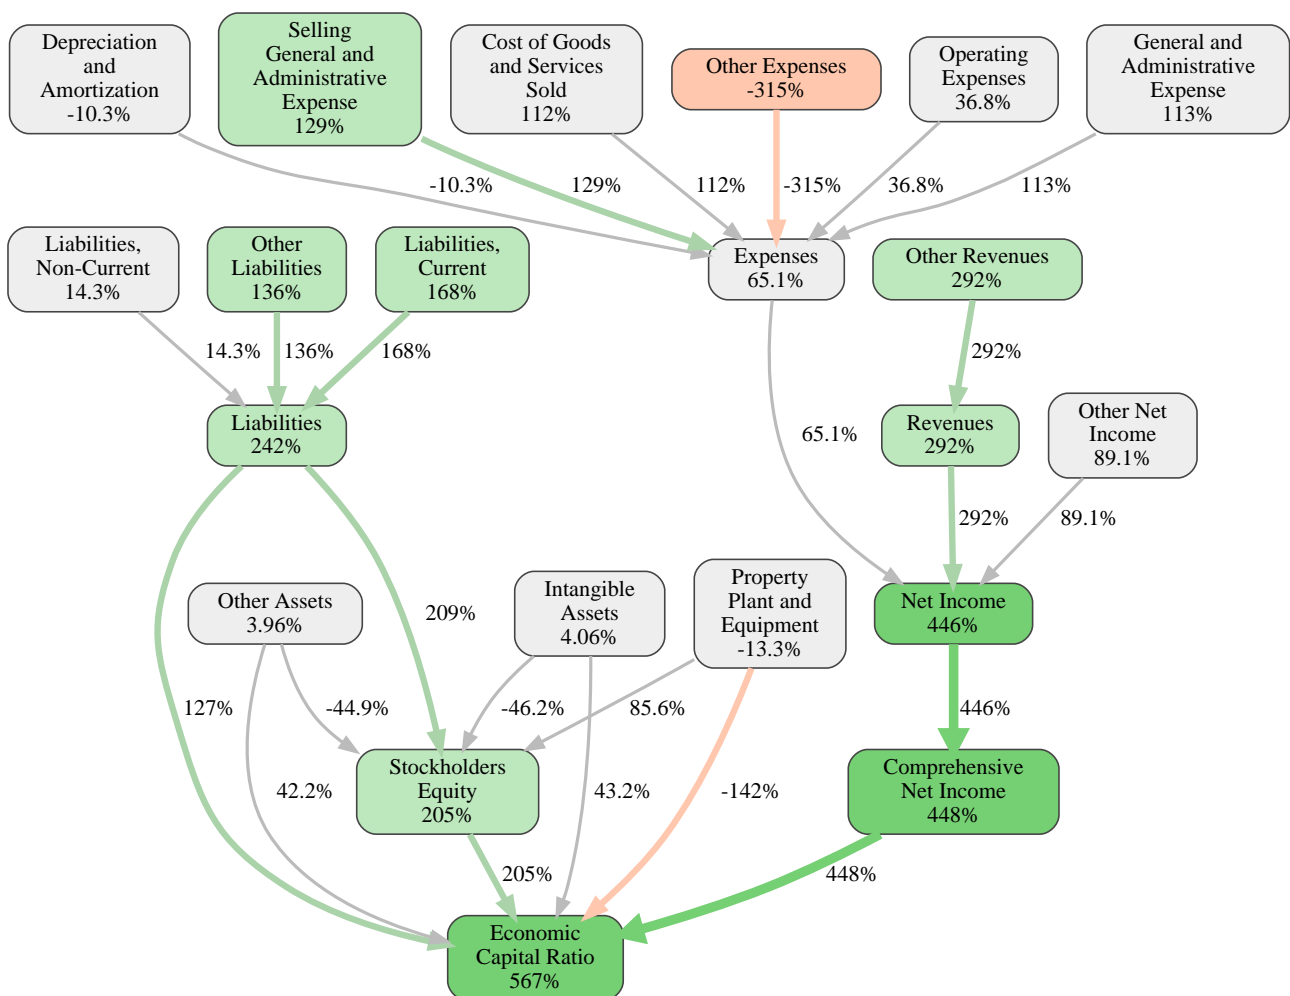 Depreciation
and
Amortization
-10.3%
Selling
General and
Administrative
Expense
129%
Cost of Goods
and Services
Sold
112%
Other Expenses
-315%
Operating
Expenses
36.8%
General and
Administrative
Expense
113%
-10.3%
129%
112%
-315%
36.8%
113%
Liabilities,
Non-Current
14.3%
Other
Liabilities
136%
Liabilities,
Current
168%
Expenses
65.1%
Other Revenues
292%
14.3%
136%
168%
292%
Liabilities
242%
65.1%
Revenues
292%
Other Net
Income
89.1%
292%
89.1%
Other Assets
3.96%
209%
Intangible
Assets
4.06%
Property
Plant and
Equipment
-13.3%
Net Income
446%
127%
-44.9%
-46.2%
85.6%
446%
42.2%
Stockholders
Equity
205%
43.2%
-142%
Comprehensive
Net Income
448%
205%
448%
Economic
Capital Ratio
567%